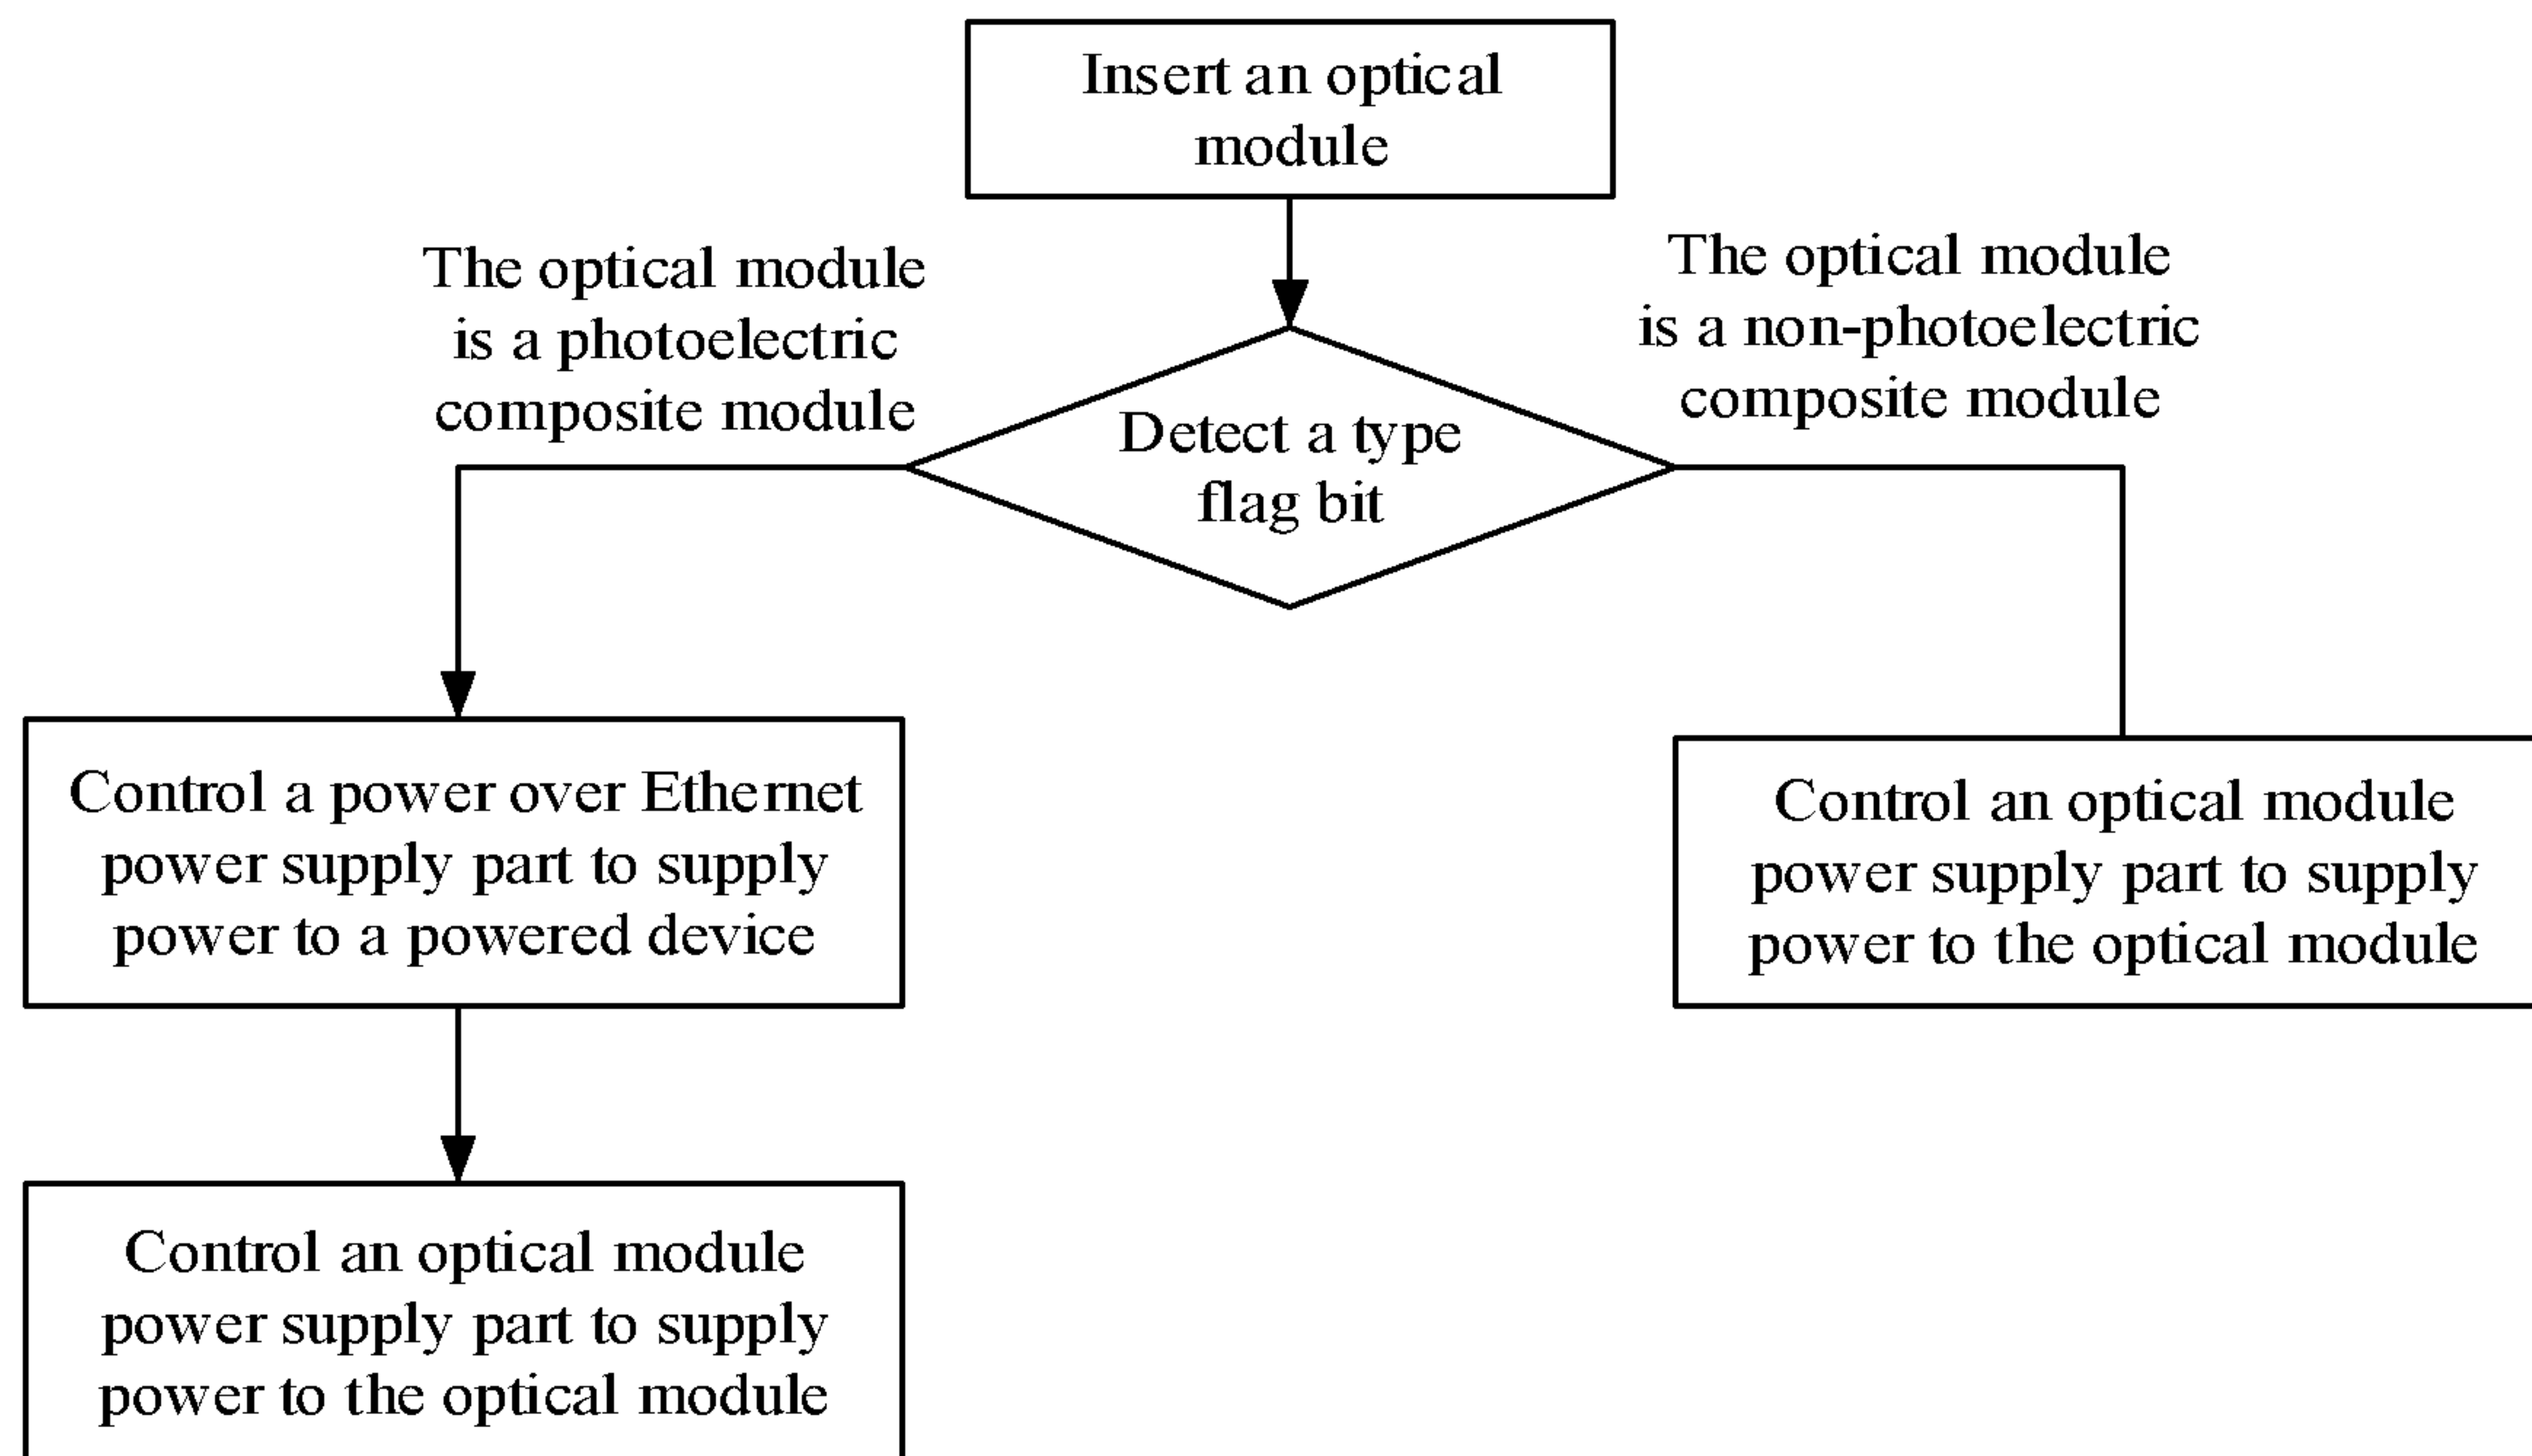 Insert an optical
module
The optical module
is a photoelectric
composite module
The optical module
is a non-photoelectric
composite module
Detect a type
flag bit
Control a power over Ethernet
power supply part to supply
power to a powered device
Control an optical module
power supply part to supply
power to the optical module
Control an optical module
power supply part to supply
power to the optical module